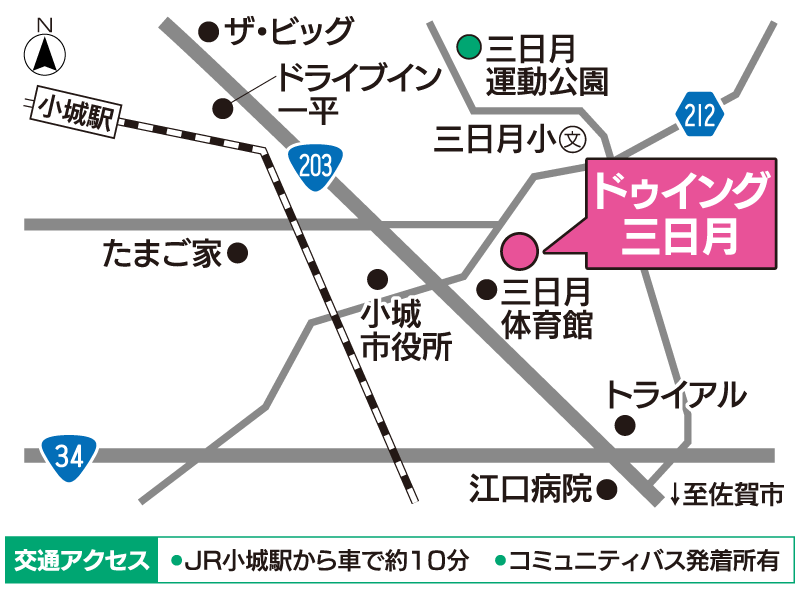 N
ザ・ビッグ
三日月
運動公園
ドライブイン
一平
小城駅
212
三日月小
文
203
ドゥイング
三日月
たまご家
小城
市役所
三日月
体育館
トライアル
34
江口病院
↓至佐賀市
交通アクセス
●JR小城駅から車で約10分
●コミュニティバス発着所有